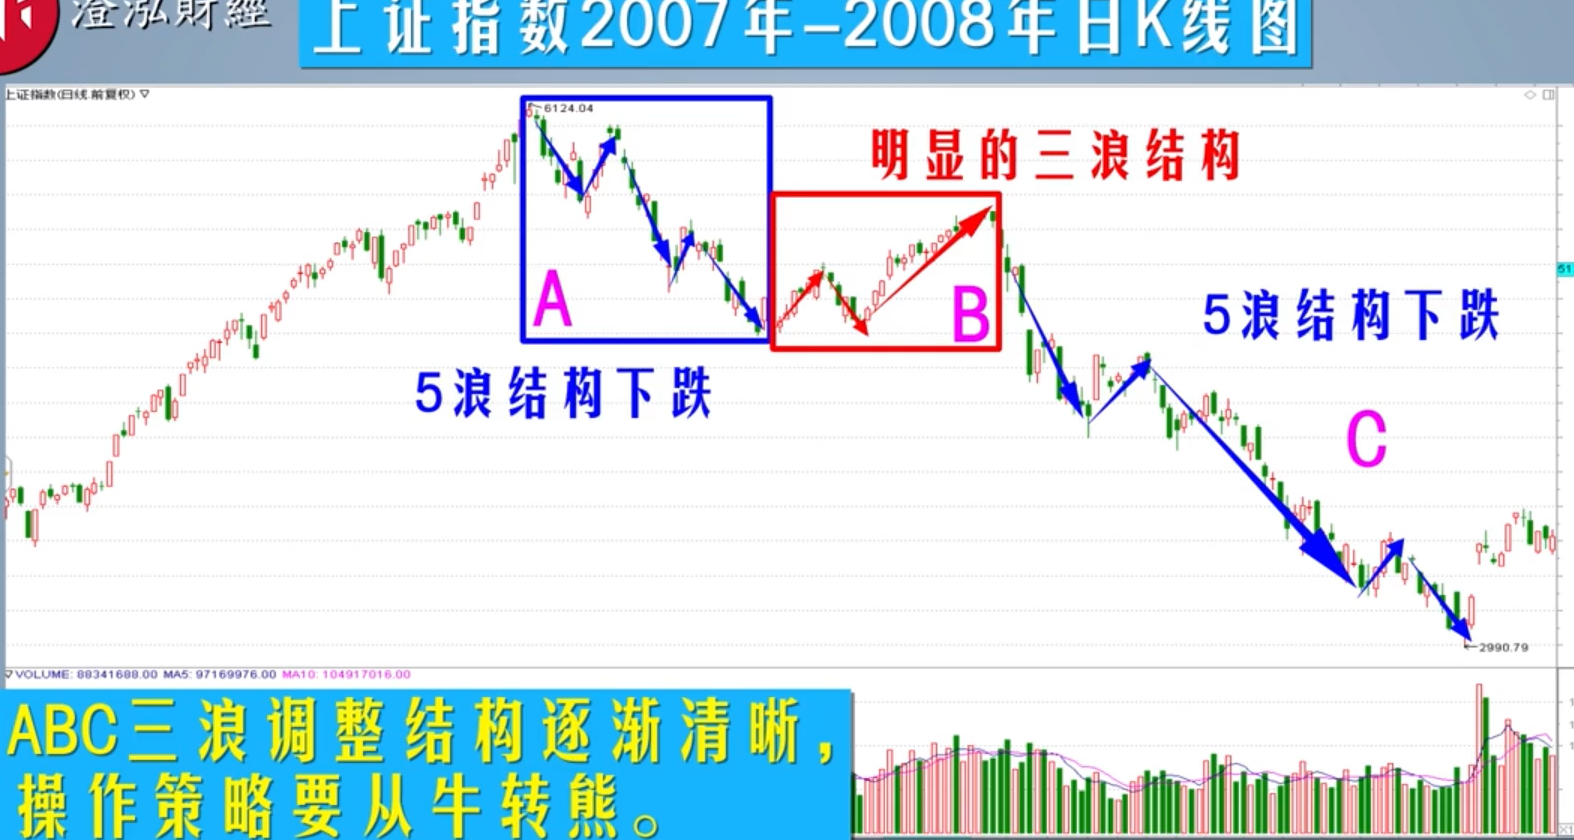 澄泓財經
上证指数2007年-2008年日K线图
上证指数(日线.前复权)
6124.04
明显的三浪结构
A
B
5浪结构下跌
5浪结构下跌
C
51
2990.79
VOLUME: 88341688.00 MA5: 97169976.00 MA10: 104917016.00
ABC三浪调整结构逐渐清晰，
操作策略要从牛转熊。